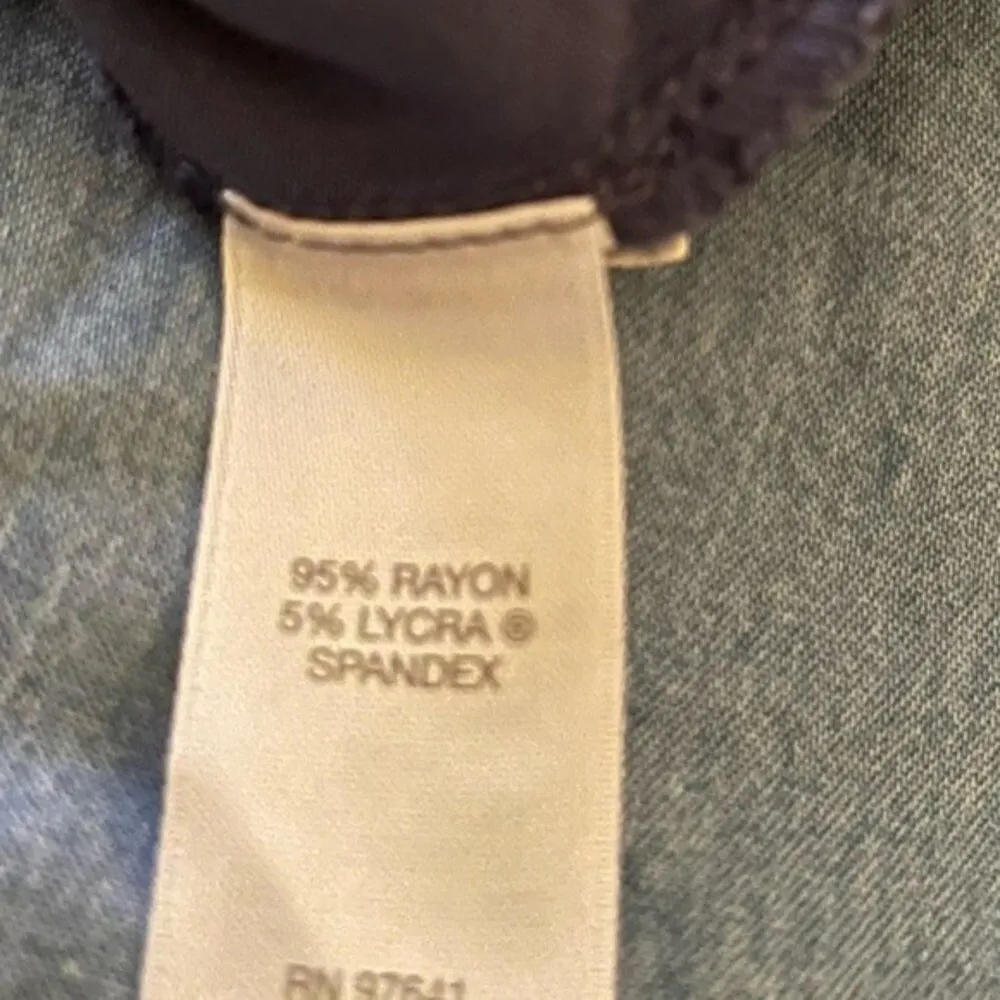 95% RAYON
5% LYCRA ®
SPANDEX
RN 97641